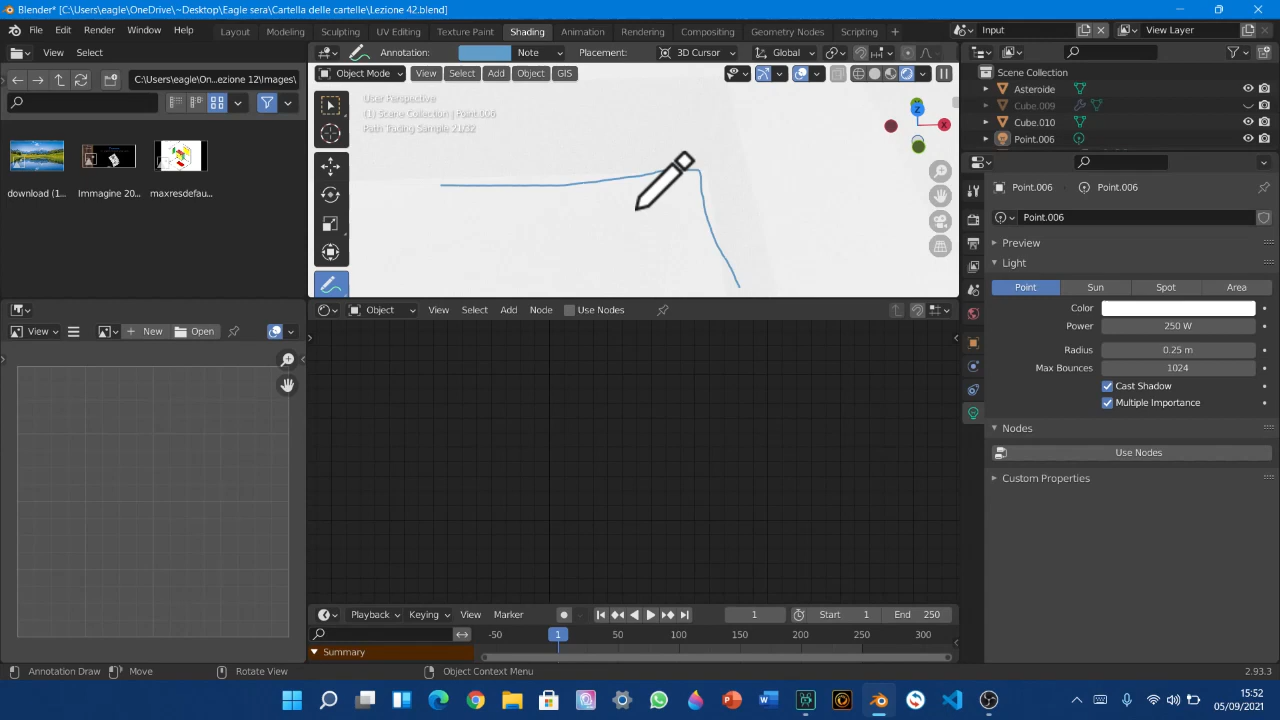 Blender* [C:\Users\eagle\OneDrive\~Desktop\Eagle sera\Cartella delle cartelle\Lezione 42.blend]
File Edit Render Window Help Layout Modeling Sculpting UV Editing Texture Paint Shading Animation Rendering Compositing Geometry Nodes Scripting Input View Layer
View Select C:\Users\eagle\On...ezione 12\Images\
Annotation: Note Placement: 3D Cursor Global
Object Mode View Select Add Object GIS
User Perspective
(1) Scene Collection | Point.006
Path Tracing Sample 21/32
Z
X
Scene Collection
Asteroide
Cube.009
Cube.010
Point.006
download (1... Immagine 20... maxresdefau...
Point.006 Point.006
Point.006
Preview
Light
Point Sun Spot Area
Color
Power 250 W
Radius 0.25 m
Max Bounces 1024
Cast Shadow
Multiple Importance
Nodes
Use Nodes
Custom Properties
View New Open
Object View Select Add Node Use Nodes
Playback Keying View Marker 1 Start 1 End 250
-50 1 50 100 150 200 250 300
Summary
Annotation Draw Move Rotate View Object Context Menu 2.93.3
15:52
05/09/2021